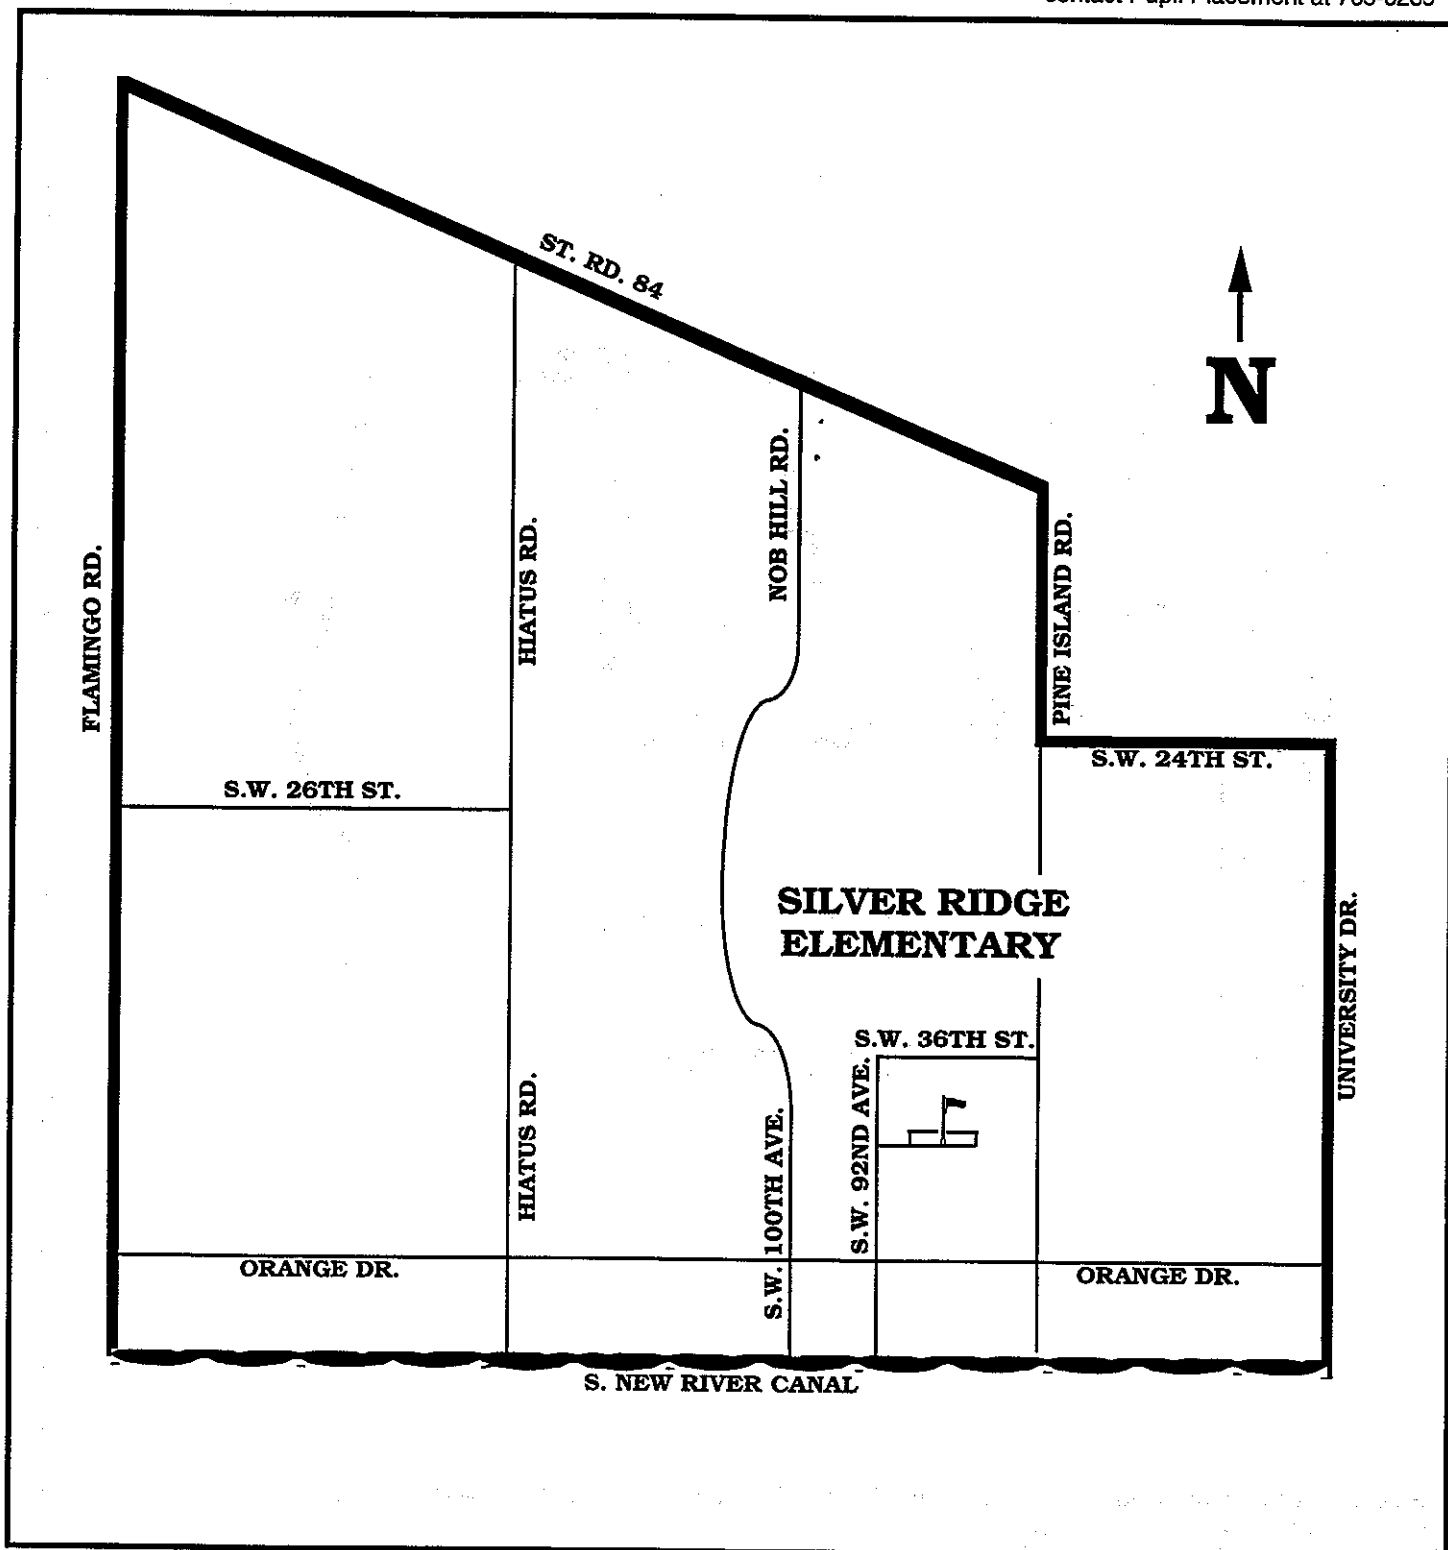 ST. RD. 84
N
NOB HILL RD.
HIATUS RD.
PINE ISLAND RD.
FLAMINGO RD.
S.W. 24TH ST.
S.W. 26TH ST.
SILVER RIDGE
ELEMENTARY
UNIVERSITY DR.
S.W. 36TH ST.
HIATUS RD.
S.W. 100TH AVE.
S.W. 92ND AVE.
ORANGE DR.
ORANGE DR.
S. NEW RIVER CANAL